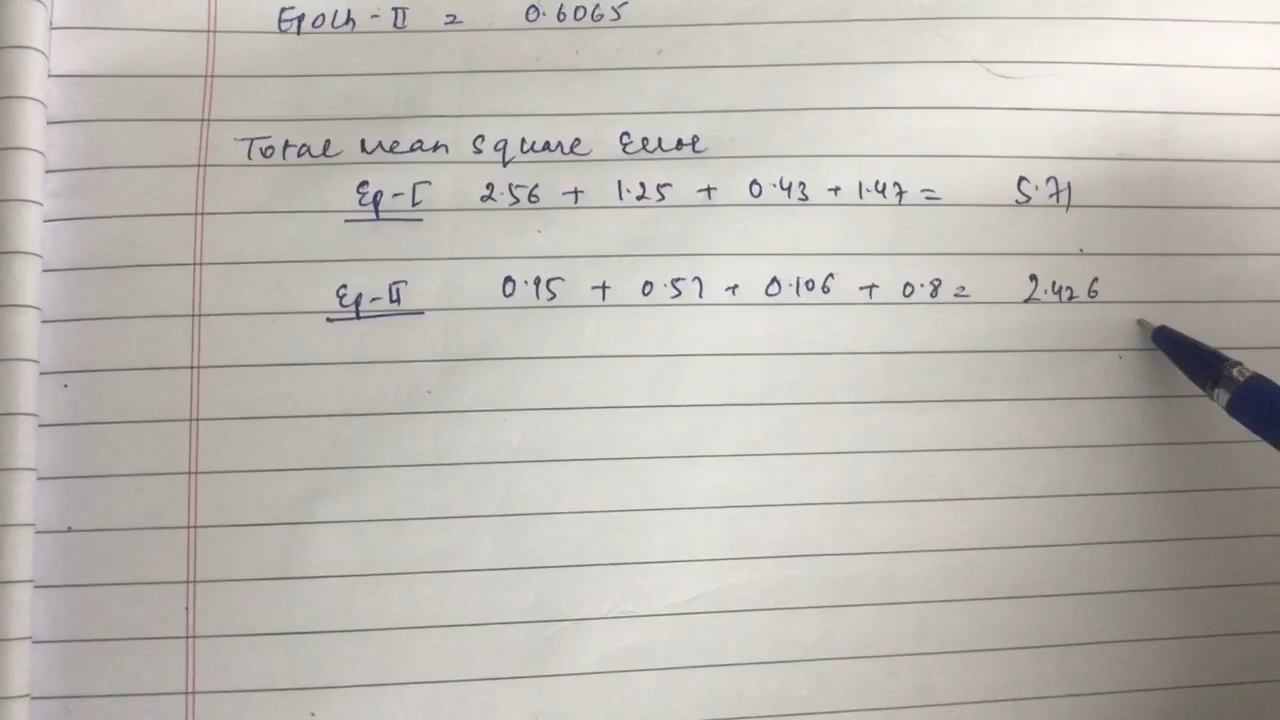 Epoch - II = 0.6065
Total Mean Square Error
Ep-I 2.56 + 1.25 + 0.43 + 1.47 = 5.71
Ep-II 0.95 + 0.57 + 0.106 + 0.8 = 2.426